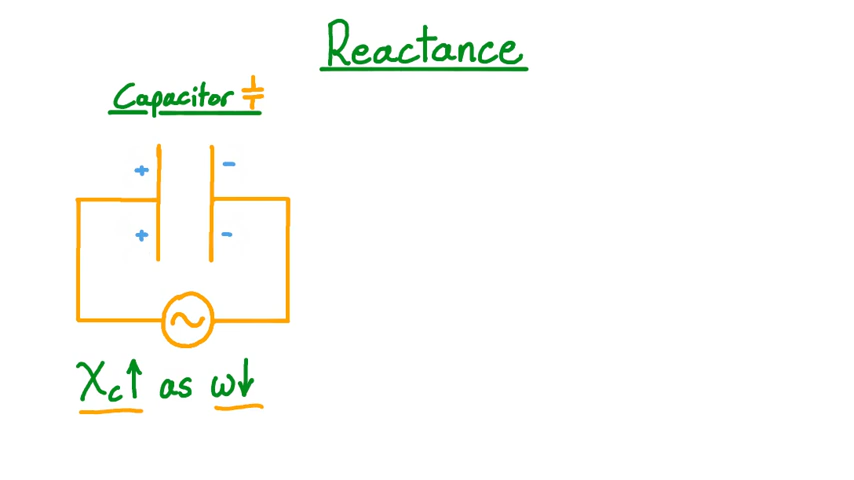 Reactance
Capacitor
+ -
+ -
Xc↑ as ω↓